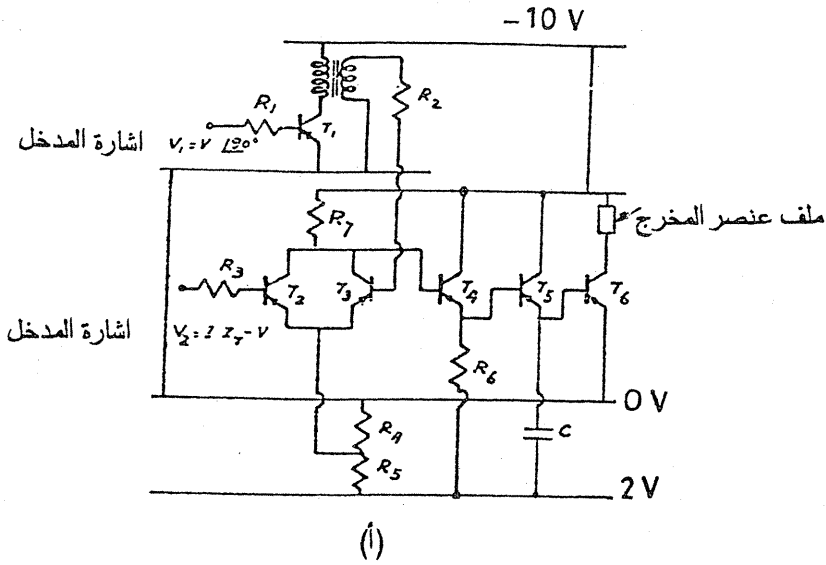 -10 V
R2
R1
T1
اشارة المدخل V1 = V
R7
ملف عنصر المخرج
R3
T2 T3 T4 T5 T6
اشارة المدخل
R6
0 V
R4
C
R5
2 V
(أ)